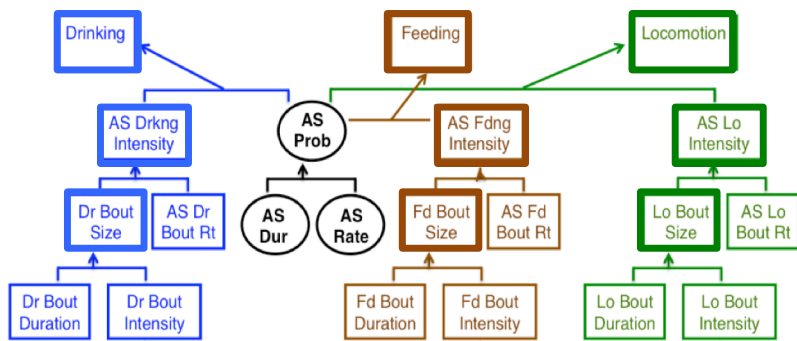 Drinking
Feeding
Locomotion
AS Drkng
Intensity
AS
Prob
AS Fdng
Intensity
AS Lo
Intensity
Dr Bout
Size
AS Dr
Bout Rt
AS
Dur
AS
Rate
Fd Bout
Size
AS Fd
Bout Rt
Lo Bout
Size
AS Lo
Bout Rt
Dr Bout
Duration
Dr Bout
Intensity
Fd Bout
Duration
Fd Bout
Intensity
Lo Bout
Duration
Lo Bout
Intensity